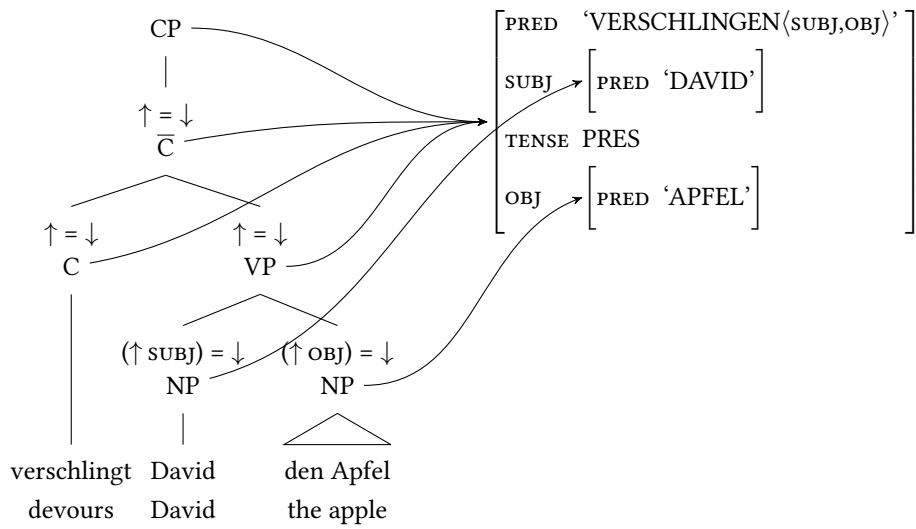 CP
↑ = ↓
C̅
↑ = ↓
C
↑ = ↓
VP
(↑ SUBJ) = ↓
NP
(↑ OBJ) = ↓
NP
verschlingt David den Apfel
devours David the apple
PRED ‘VERSCHLINGEN⟨SUBJ,OBJ⟩’
SUBJ [PRED ‘DAVID’]
TENSE PRES
OBJ [PRED ‘APFEL’]